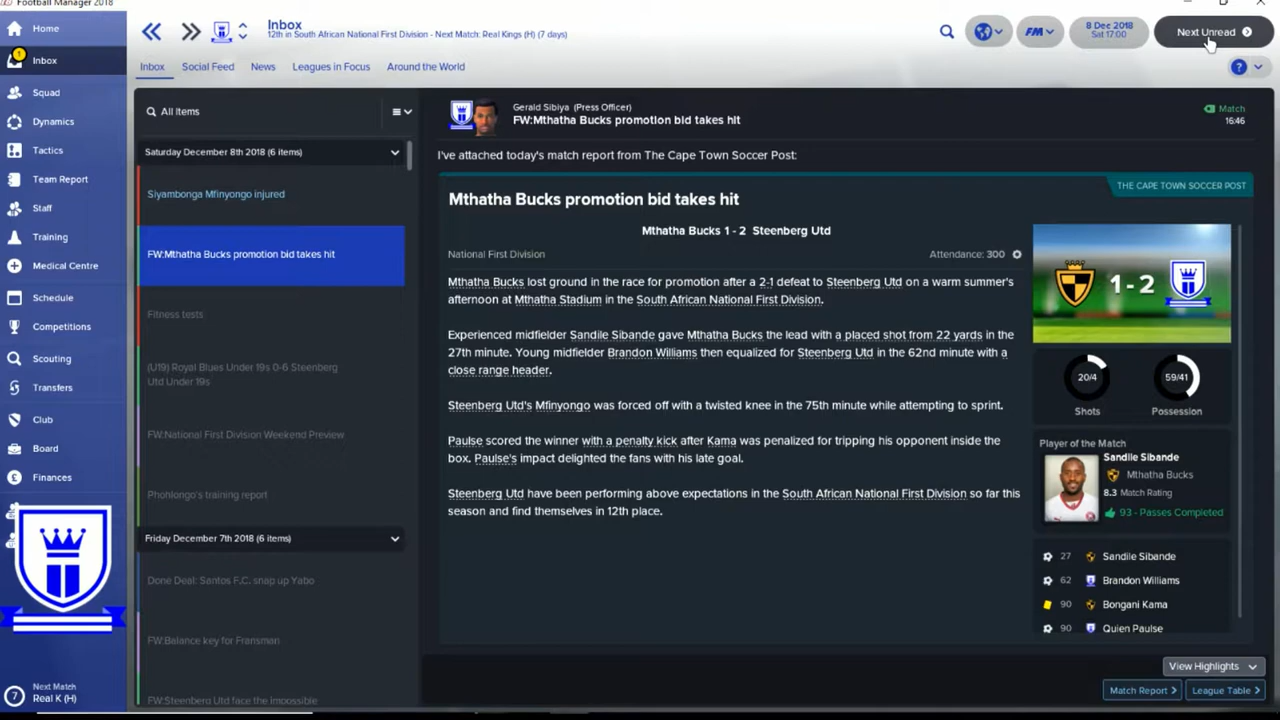 Football Manager 2018
Home
Inbox
12th in South African National First Division - Next Match: Real Kings (H) (7 days)
FM
8 Dec 2018
Sat 17:00
Next Unread
1
Inbox
Inbox
Social Feed
News
Leagues in Focus
Around the World
?
Squad
Dynamics
Tactics
Team Report
Staff
Training
Medical Centre
Schedule
Competitions
Scouting
Transfers
Club
Board
Finances
7
Next Match
Real K (H)
All Items
Saturday December 8th 2018 (6 items)
Siyambonga Mfinyongo injured
FW:Mthatha Bucks promotion bid takes hit
Fitness tests
(U19) Royal Blues Under 19s 0-6 Steenberg
Utd Under 19s
FW:National First Division Weekend Preview
Phohlongo's training report
Friday December 7th 2018 (6 items)
Done Deal: Santos F.C. snap up Yabo
FW:Balance key for Fransman
FW:Steenberg Utd face the impossible
Gerald Sibiya (Press Officer)
FW:Mthatha Bucks promotion bid takes hit
Match
16:46
I've attached today's match report from The Cape Town Soccer Post:
THE CAPE TOWN SOCCER POST
Mthatha Bucks promotion bid takes hit
Mthatha Bucks 1 - 2 Steenberg Utd
National First Division
Attendance: 300
Mthatha Bucks lost ground in the race for promotion after a 2-1 defeat to Steenberg Utd on a warm summer's
afternoon at Mthatha Stadium in the South African National First Division.
Experienced midfielder Sandile Sibande gave Mthatha Bucks the lead with a placed shot from 22 yards in the
27th minute. Young midfielder Brandon Williams then equalized for Steenberg Utd in the 62nd minute with a
close range header.
Steenberg Utd's Mfinyongo was forced off with a twisted knee in the 75th minute while attempting to sprint.
Paulse scored the winner with a penalty kick after Kama was penalized for tripping his opponent inside the
box. Paulse's impact delighted the fans with his late goal.
Steenberg Utd have been performing above expectations in the South African National First Division so far this
season and find themselves in 12th place.
1 - 2
20/4
59/41
Shots
Possession
Player of the Match
Sandile Sibande
Mthatha Bucks
8.3 Match Rating
93 - Passes Completed
27 Sandile Sibande
62 Brandon Williams
90 Bongani Kama
90 Quien Paulse
View Highlights
Match Report
League Table